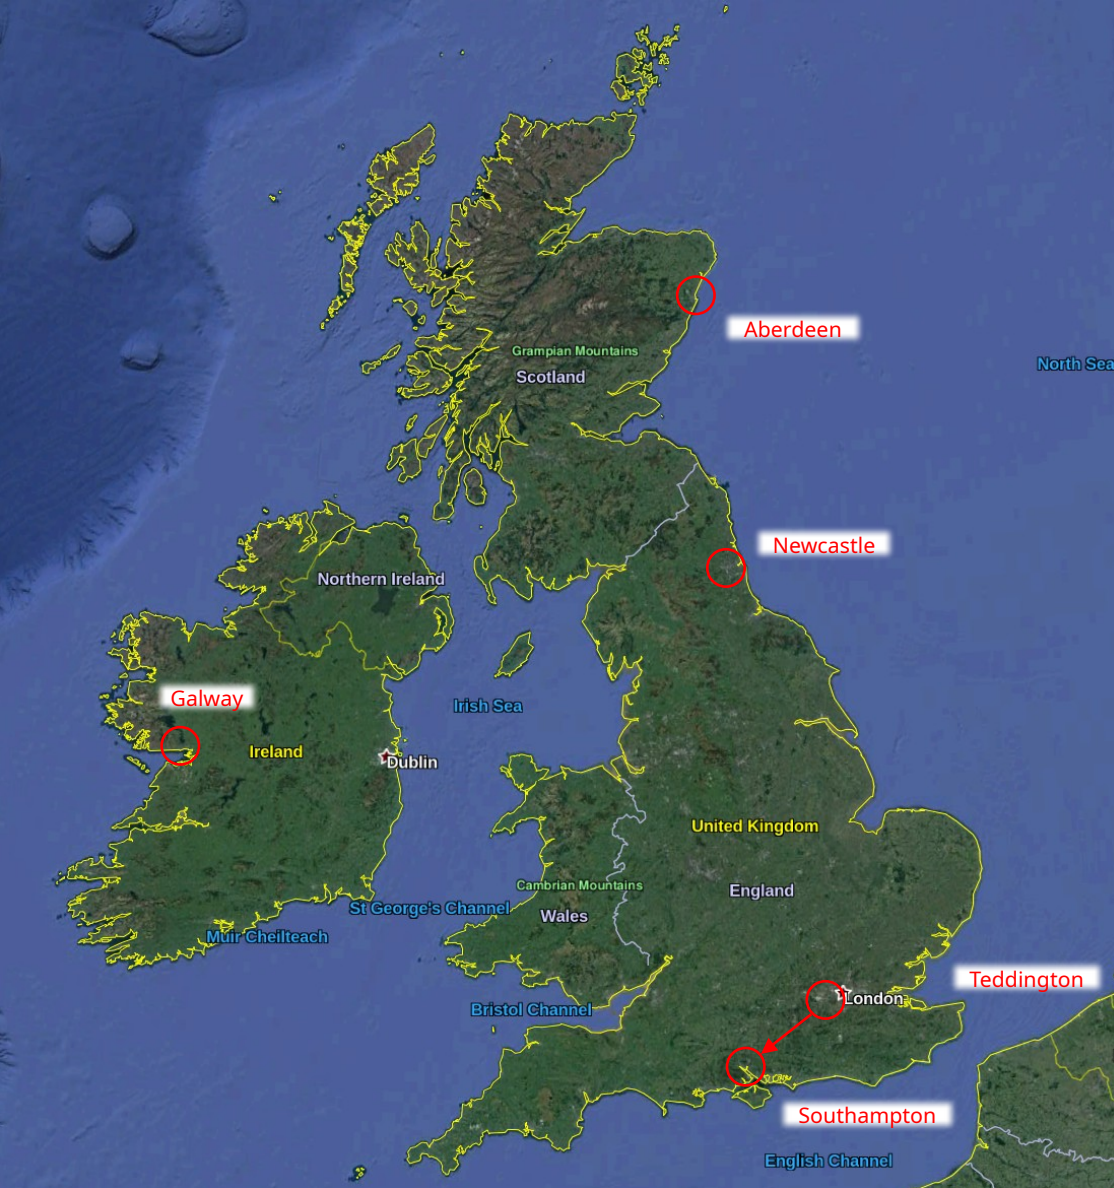 Aberdeen
Grampian Mountains
North Sea
Scotland
Newcastle
Northern Ireland
Galway
Irish Sea
Ireland
Dublin
United Kingdom
Cambrian Mountains
England
St George's Channel
Wales
Muir Cheilteach
Teddington
London
Bristol Channel
Southampton
English Channel